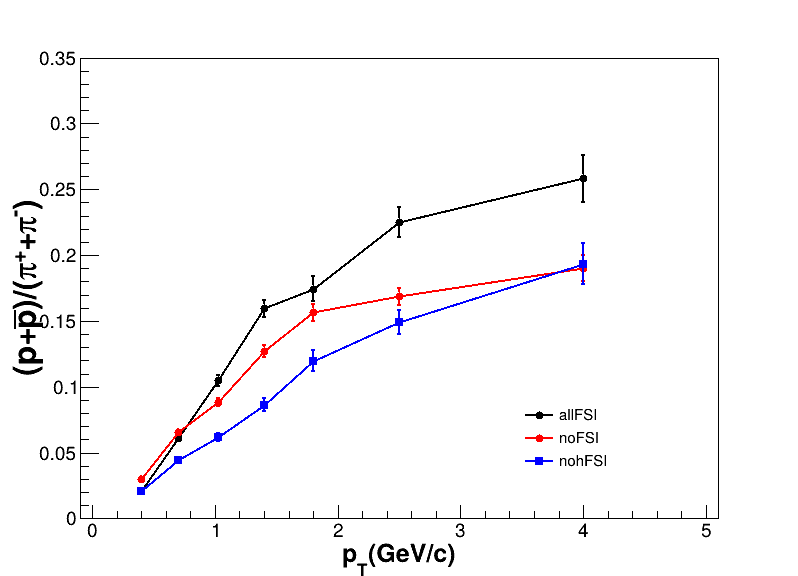 0.35
0.3
0.25
0.2
0.15
0.1
0.05
0
(p+p̅)/(π⁺+π⁻)
allFSI
noFSI
nohFSI
0 1 2 3 4 5
p_T(GeV/c)